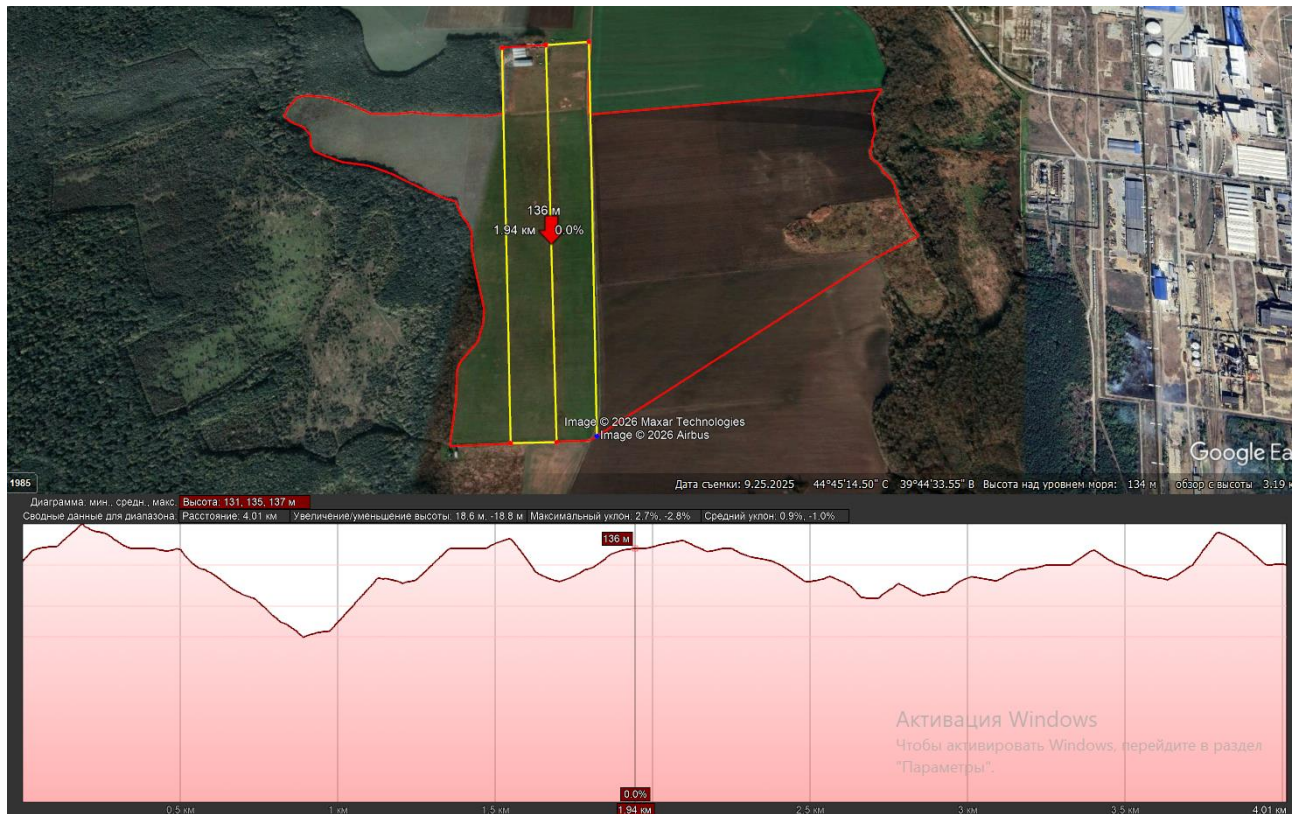 136 м
1.94 км 0.0%
Image © 2026 Maxar Technologies
Image © 2026 Airbus
Google Ea
1985
Дата съемки: 9.25.2025 44°45'14.50" С 39°44'33.55" В Высота над уровнем моря: 134 м обзор с высоты 3.19 к
Диаграмма: мин., средн., макс. Высота: 131, 135, 137 м
Сводные данные для диапазона. Расстояние: 4.01 км Увеличение/уменьшение высоты: 18.6 м, -18.8 м Максимальный уклон: 2.7%, -2.8% Средний уклон: 0.9%, -1.0%
136 м
Активация Windows
Чтобы активировать Windows, перейдите в раздел
"Параметры".
0.0%
0.5 км 1 км 1.5 км 1.94 км 2.5 км 3 км 3.5 км 4.01 км